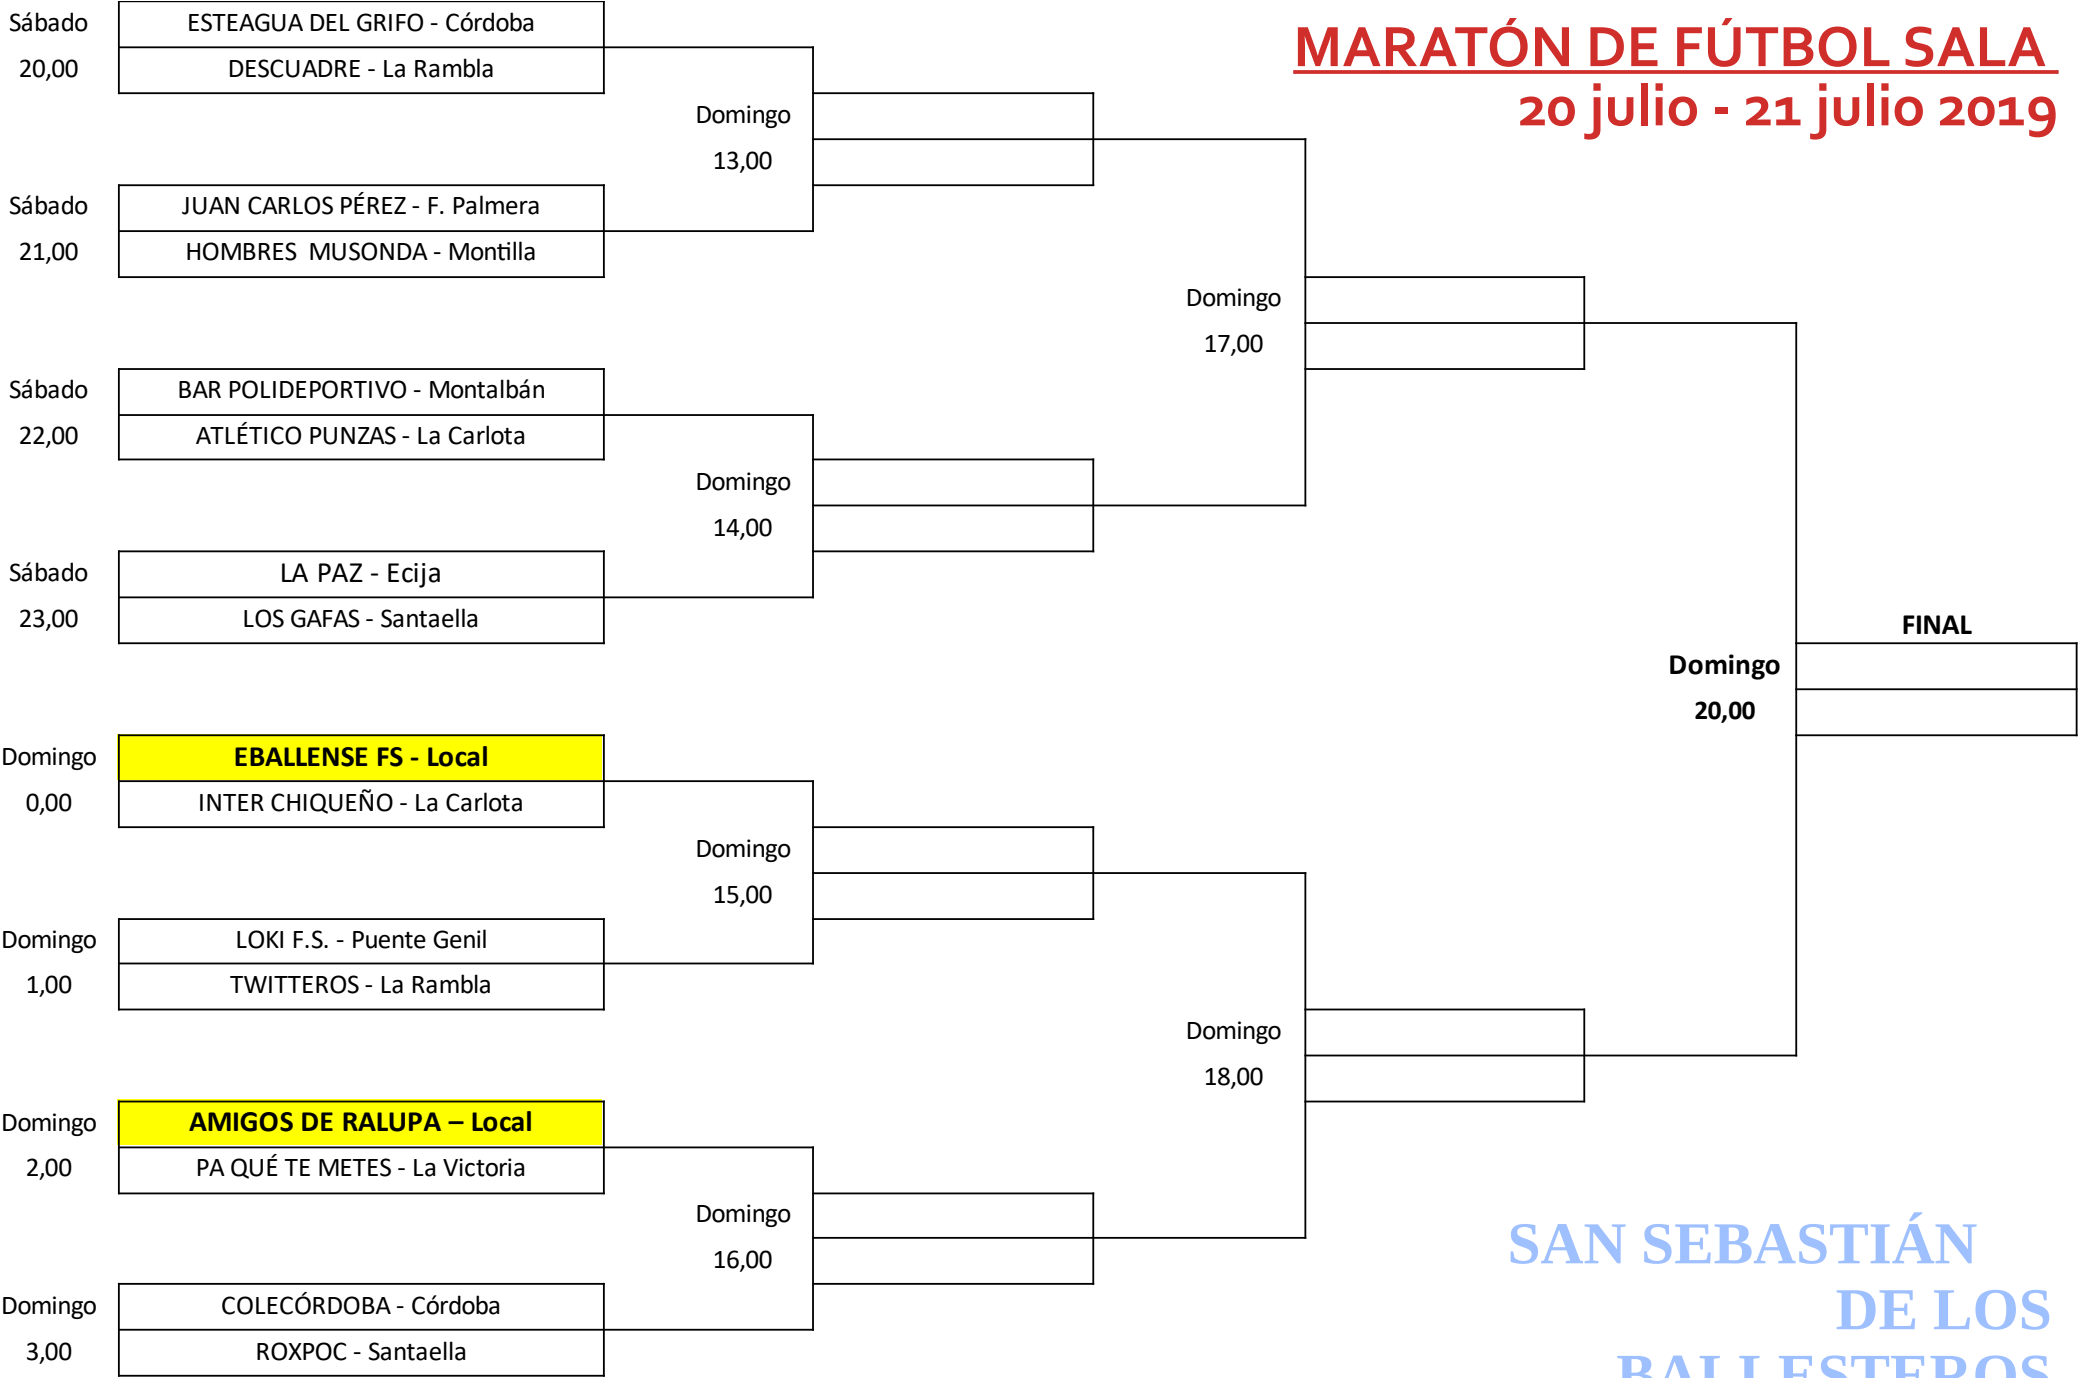 MARATÓN DE FÚTBOL SALA
20 julio - 21 julio 2019
Sábado
20,00
ESTEAGUA DEL GRIFO - Córdoba
DESCUADRE - La Rambla
Domingo
13,00
Sábado
21,00
JUAN CARLOS PÉREZ - F. Palmera
HOMBRES  MUSONDA - Montilla
Domingo
17,00
Sábado
22,00
BAR POLIDEPORTIVO - Montalbán
ATLÉTICO PUNZAS - La Carlota
Domingo
14,00
Sábado
23,00
LA PAZ - Ecija
LOS GAFAS - Santaella
FINAL
Domingo
20,00
Domingo
0,00
EBALLENSE FS - Local
INTER CHIQUEÑO - La Carlota
Domingo
15,00
Domingo
1,00
LOKI F.S. - Puente Genil
TWITTEROS - La Rambla
Domingo
18,00
Domingo
2,00
AMIGOS DE RALUPA – Local
PA QUÉ TE METES - La Victoria
Domingo
16,00
Domingo
3,00
COLECÓRDOBA - Córdoba
ROXPOC - Santaella
SAN SEBASTIÁN
DE LOS
BALLESTEROS